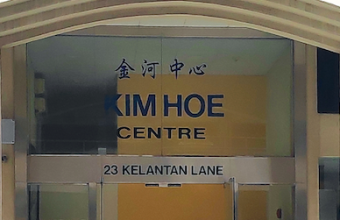 金河中心
KIM HOE
CENTRE
23 KELANTAN LANE